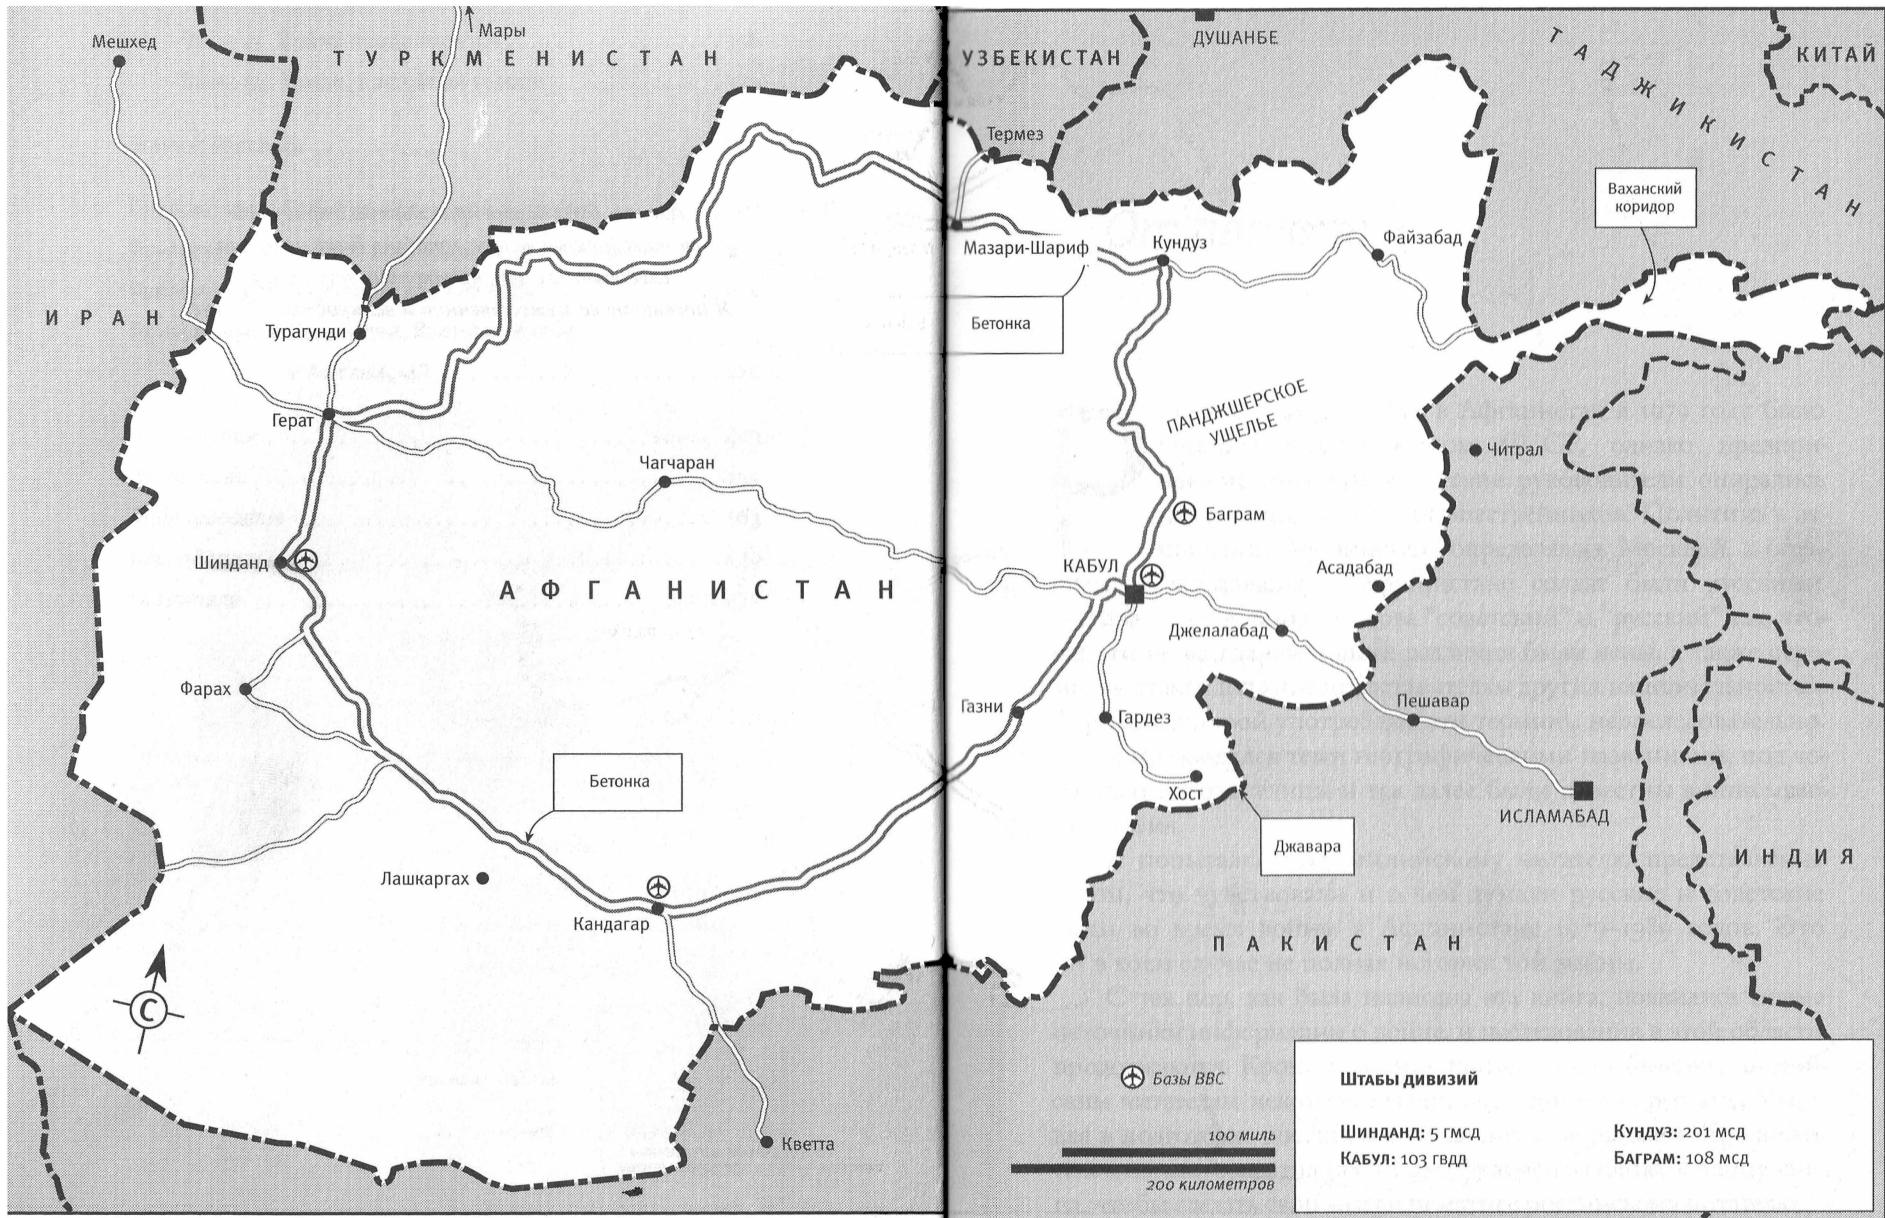 Мешхед
Мары
ТУРКМЕНИСТАН
УЗБЕКИСТАН
ДУШАНБЕ
ТАДЖИКИСТАН
КИТАЙ
Термез
Ваханский
коридор
Мазари-Шариф
Кундуз
Файзабад
ИРАН
Турагунди
Бетонка
Герат
ПАНДЖШЕРСКОЕ
УЩЕЛЬЕ
Читрал
Чагчаран
Баграм
Шинданд
АФГАНИСТАН
КАБУЛ
Асадабад
Джелалабад
Фарах
Газни
Гардез
Пешавар
Бетонка
Хост
ИСЛАМАБАД
Джавара
ИНДИЯ
Лашкаргах
Кандагар
ПАКИСТАН
С
Кветта
Базы ВВС
100 миль
200 километров
ШТАБЫ ДИВИЗИЙ
ШИНДАНД: 5 ГМСД
КУНДУЗ: 201 МСД
КАБУЛ: 103 ГВДД
БАГРАМ: 108 МСД